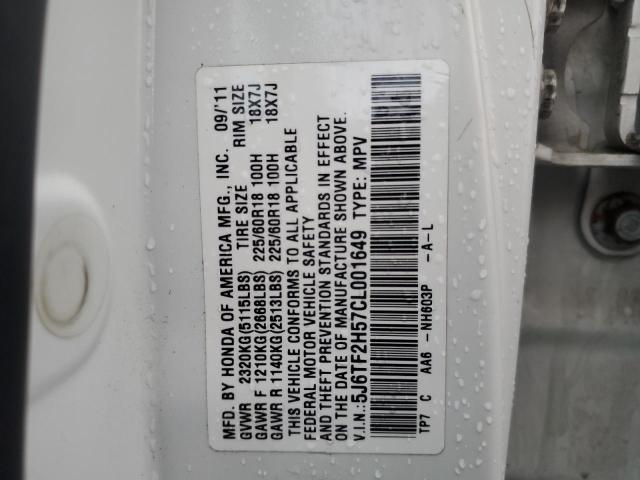 MFD. BY HONDA OF AMERICA MFG., INC. 09/'11
GVWR 2320KG(5115LBS) TIRE SIZE RIM SIZE
GAWR F 1210KG(2668LBS) 225/60R18 100H 18X7J
GAWR R 1140KG(2513LBS) 225/60R18 100H 18X7J
THIS VEHICLE CONFORMS TO ALL APPLICABLE
FEDERAL MOTOR VEHICLE SAFETY
AND THEFT PREVENTION STANDARDS IN EFFECT
ON THE DATE OF MANUFACTURE SHOWN ABOVE.
V.I.N.:5J6TF2H57CL001649 TYPE: MPV
TP7 C AA6 -NH603P -A-L